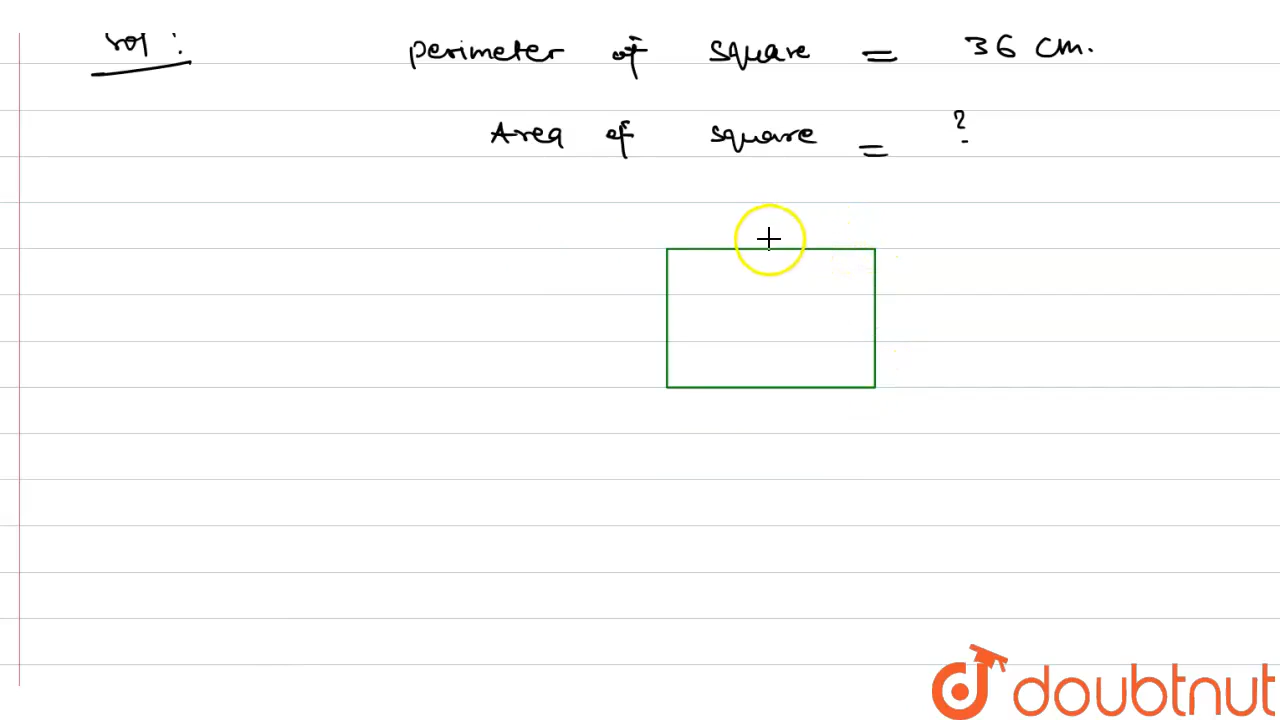 Sol :
perimeter of square = 36 cm.
Area of square = ?
doubtnut